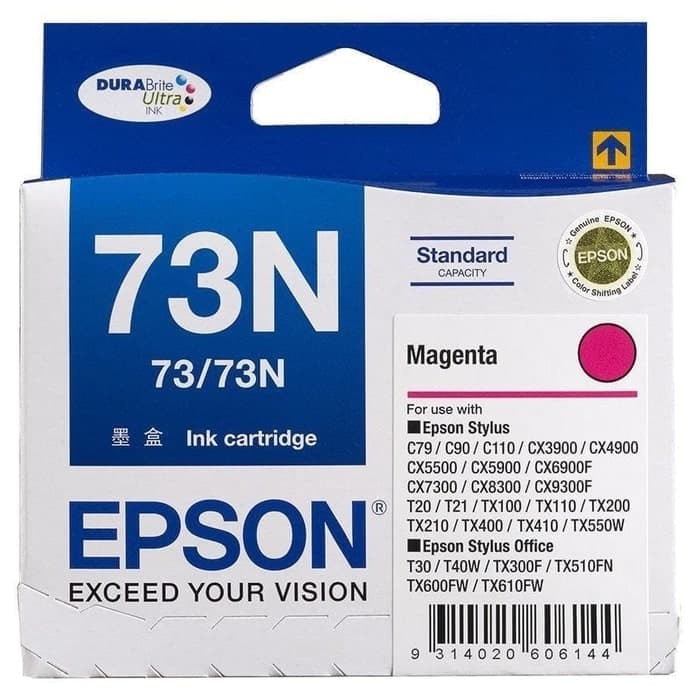 DURABrite
Ultra
INK
73N
73/73N
墨 盒 Ink cartridge
EPSON®
EXCEED YOUR VISION
Standard
CAPACITY
Genuine EPSON
EPSON
Color Shifting Label
Magenta
For use with
■Epson Stylus
C79 / C90 / C110 / CX3900 / CX4900
CX5500 / CX5900 / CX6900F
CX7300 / CX8300 / CX9300F
T20 / T21 / TX100 / TX110 / TX200
TX210 / TX400 / TX410 / TX550W
■Epson Stylus Office
T30 / T40W / TX300F / TX510FN
TX600FW / TX610FW
9 314020 606144